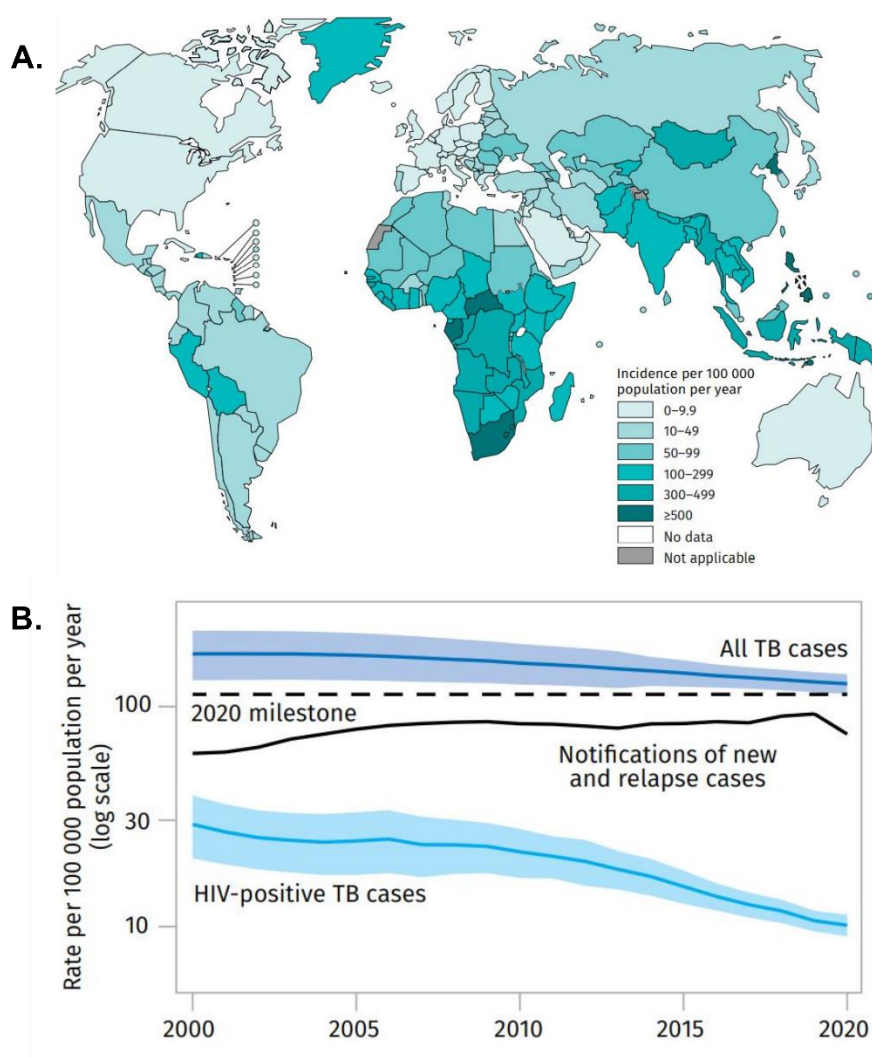 A.
Incidence per 100 000
population per year
0–9.9
10–49
50–99
100–299
300–499
≥500
No data
Not applicable
B.
Rate per 100 000 population per year
(log scale)
100
30
10
All TB cases
2020 milestone
Notifications of new
and relapse cases
HIV-positive TB cases
2000
2005
2010
2015
2020